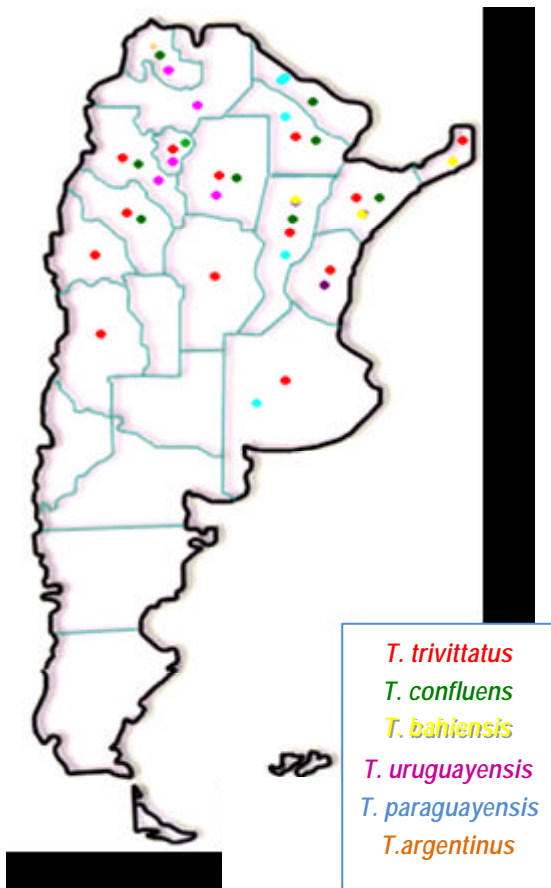 T. trivittatus
T. confluens
T. bahiensis
T. uruguayensis
T. paraguayensis
T.argentinus